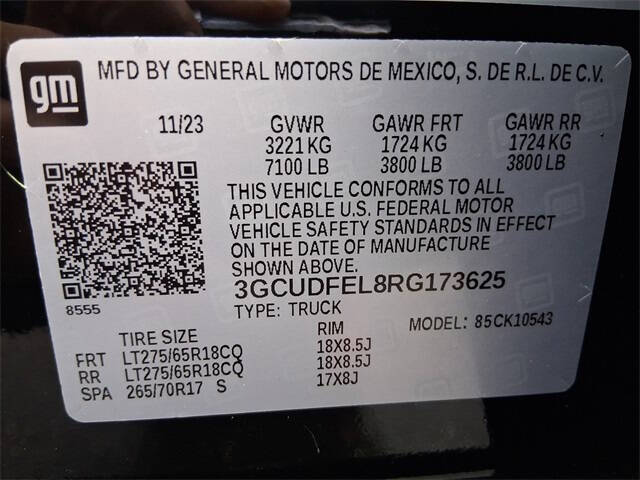 gm
MFD BY GENERAL MOTORS DE MEXICO, S. DE R.L. DE C.V.
11/23 GVWR GAWR FRT GAWR RR
3221 KG 1724 KG 1724 KG
7100 LB 3800 LB 3800 LB
THIS VEHICLE CONFORMS TO ALL
APPLICABLE U.S. FEDERAL MOTOR
VEHICLE SAFETY STANDARDS IN EFFECT
ON THE DATE OF MANUFACTURE
SHOWN ABOVE.
3GCUDFEL8RG173625
8555
TYPE: TRUCK MODEL: 85CK10543
TIRE SIZE RIM
FRT LT275/65R18CQ 18X8.5J
RR LT275/65R18CQ 18X8.5J
SPA 265/70R17 S 17X8J